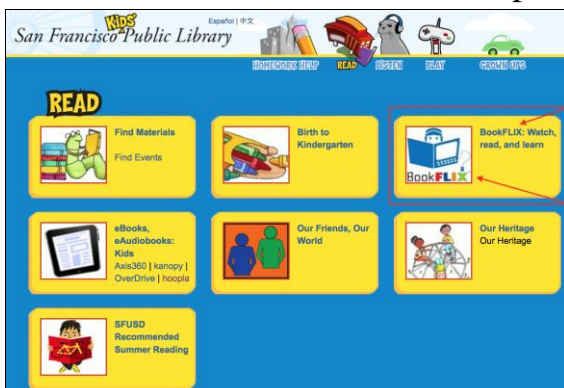 Español | 中文
San Francisco Public Library
KIDS'
HOMEWORK HELP
READ
LISTEN
PLAY
GROWN UPS
READ
Find Materials
Find Events
Birth to
Kindergarten
BookFLIX: Watch,
read, and learn
BookFLIX
eBooks,
eAudiobooks:
Kids
Axis360 | kanopy |
OverDrive | hoopla
Our Friends, Our
World
Our Heritage
Our Heritage
SFUSD
Recommended
Summer Reading